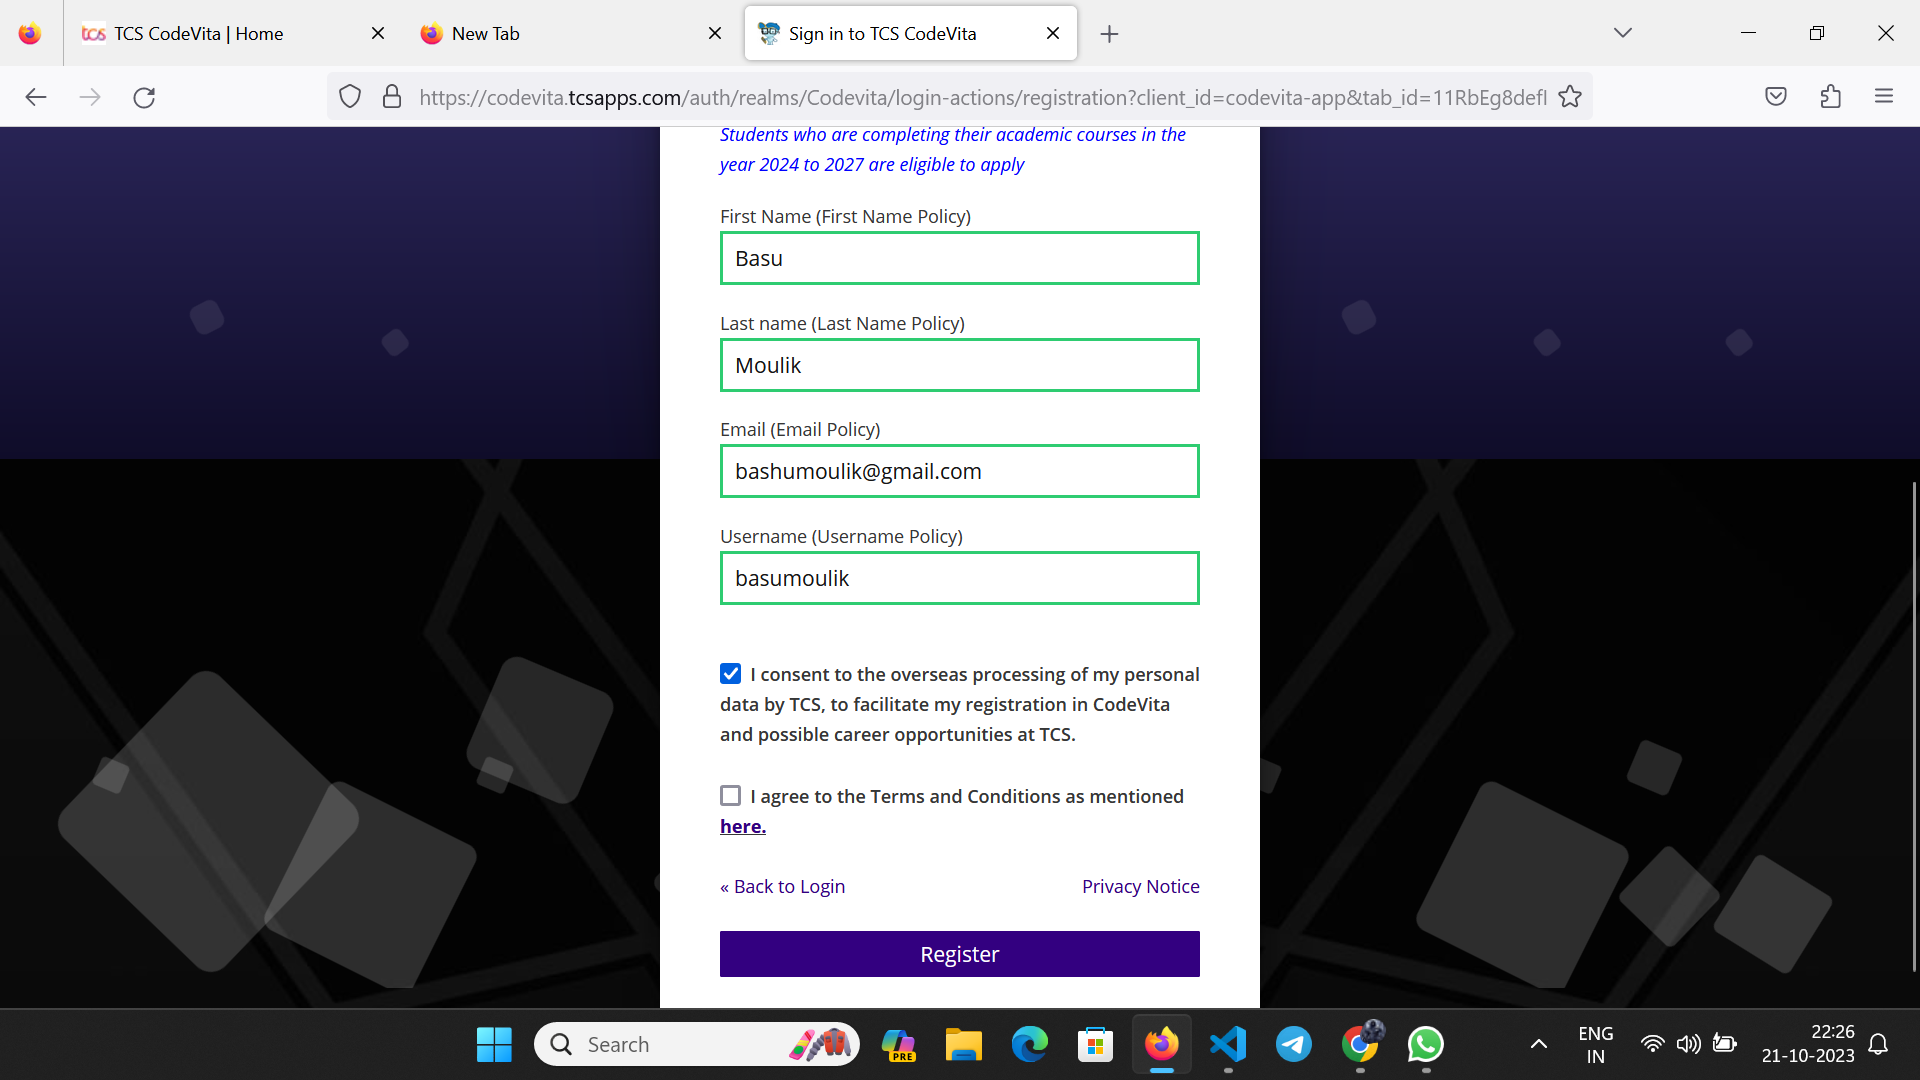 TCS CodeVita | Home
New Tab
Sign in to TCS CodeVita
https://codevita.tcsapps.com/auth/realms/Codevita/login-actions/registration?client_id=codevita-app&tab_id=11RbEg8defI
Students who are completing their academic courses in the
year 2024 to 2027 are eligible to apply
First Name (First Name Policy)
Basu
Last name (Last Name Policy)
Moulik
Email (Email Policy)
bashumoulik@gmail.com
Username (Username Policy)
basumoulik
I consent to the overseas processing of my personal
data by TCS, to facilitate my registration in CodeVita
and possible career opportunities at TCS.
I agree to the Terms and Conditions as mentioned
here.
« Back to Login
Privacy Notice
Register
Search
PRE
ENG
IN
22:26
21-10-2023